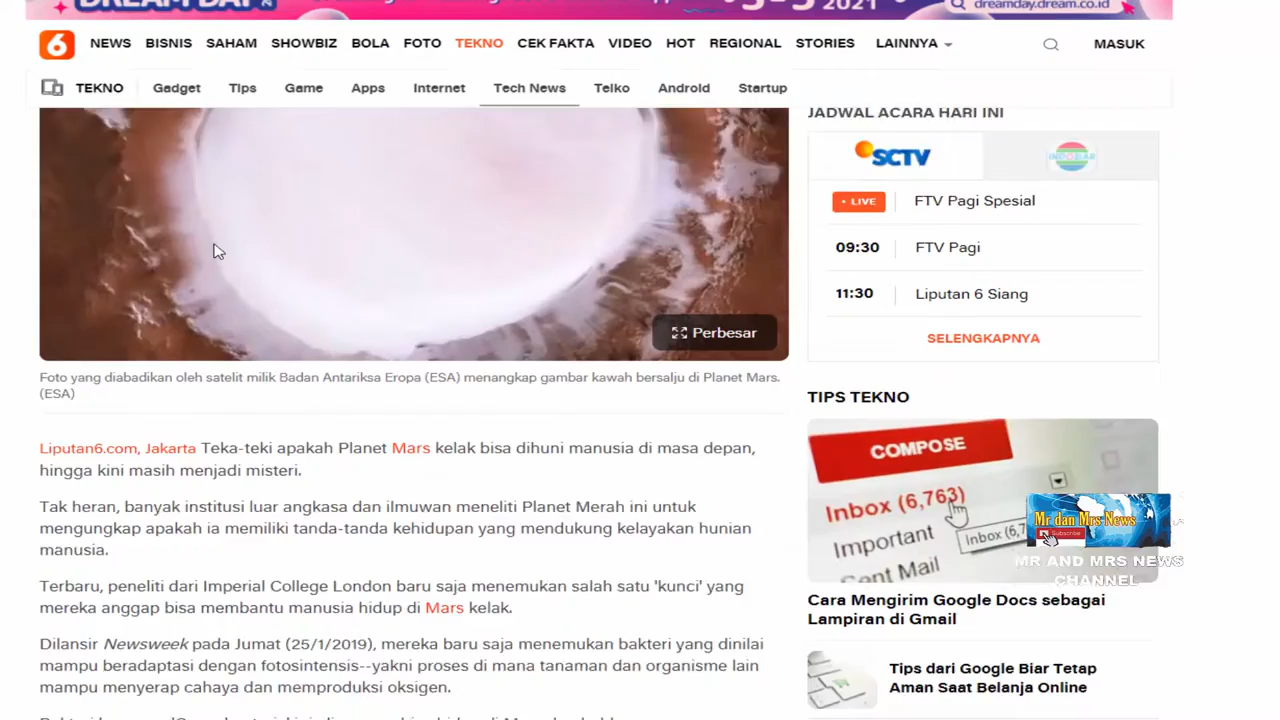 2021
dreamday.dream.co.id
6
NEWS BISNIS SAHAM SHOWBIZ BOLA FOTO TEKNO CEK FAKTA VIDEO HOT REGIONAL STORIES LAINNYA MASUK
TEKNO Gadget Tips Game Apps Internet Tech News Telko Android Startup
Perbesar
Foto yang diabadikan oleh satelit milik Badan Antariksa Eropa (ESA) menangkap gambar kawah bersalju di Planet Mars.
(ESA)
Liputan6.com, Jakarta Teka-teki apakah Planet Mars kelak bisa dihuni manusia di masa depan,
hingga kini masih menjadi misteri.
Tak heran, banyak institusi luar angkasa dan ilmuwan meneliti Planet Merah ini untuk
mengungkap apakah ia memiliki tanda-tanda kehidupan yang mendukung kelayakan hunian
manusia.
Terbaru, peneliti dari Imperial College London baru saja menemukan salah satu 'kunci' yang
mereka anggap bisa membantu manusia hidup di Mars kelak.
Dilansir Newsweek pada Jumat (25/1/2019), mereka baru saja menemukan bakteri yang dinilai
mampu beradaptasi dengan fotosintensis--yakni proses di mana tanaman dan organisme lain
mampu menyerap cahaya dan memproduksi oksigen.
JADWAL ACARA HARI INI
SCTV
INDOSIAR
LIVE FTV Pagi Spesial
09:30 FTV Pagi
11:30 Liputan 6 Siang
SELENGKAPNYA
TIPS TEKNO
COMPOSE
Inbox (6,763)
Inbox (6,7
Important
Sent Mail
Mr dan Mrs News
Subscribe
MR AND MRS NEWS
CHANNEL
Cara Mengirim Google Docs sebagai
Lampiran di Gmail
Tips dari Google Biar Tetap
Aman Saat Belanja Online